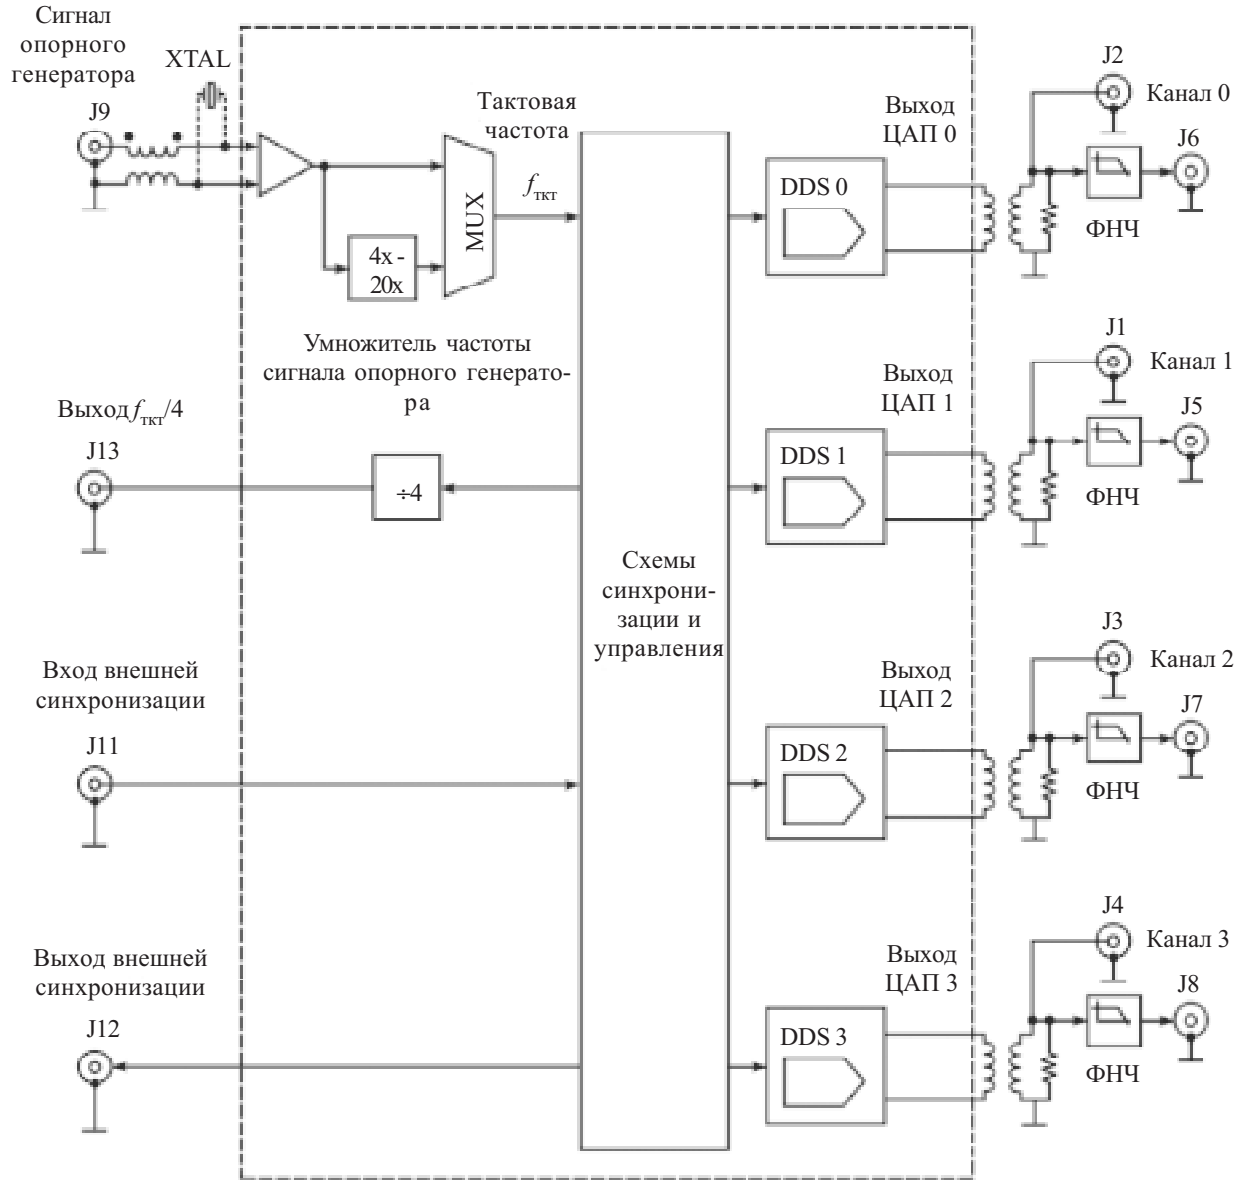 Сигнал
опорного
генератора
XTAL
J9
Тактовая
частота
fткт
MUX
4x -
20x
Умножитель частоты
сигнала опорного генерато-
ра
Выход fткт/4
J13
÷4
Схемы
синхрони-
зации и
управления
Вход внешней
синхронизации
J11
Выход внешней
синхронизации
J12
Выход
ЦАП 0
DDS 0
J2
Канал 0
J6
ФНЧ
Выход
ЦАП 1
DDS 1
J1
Канал 1
J5
ФНЧ
Выход
ЦАП 2
DDS 2
J3
Канал 2
J7
ФНЧ
Выход
ЦАП 3
DDS 3
J4
Канал 3
J8
ФНЧ